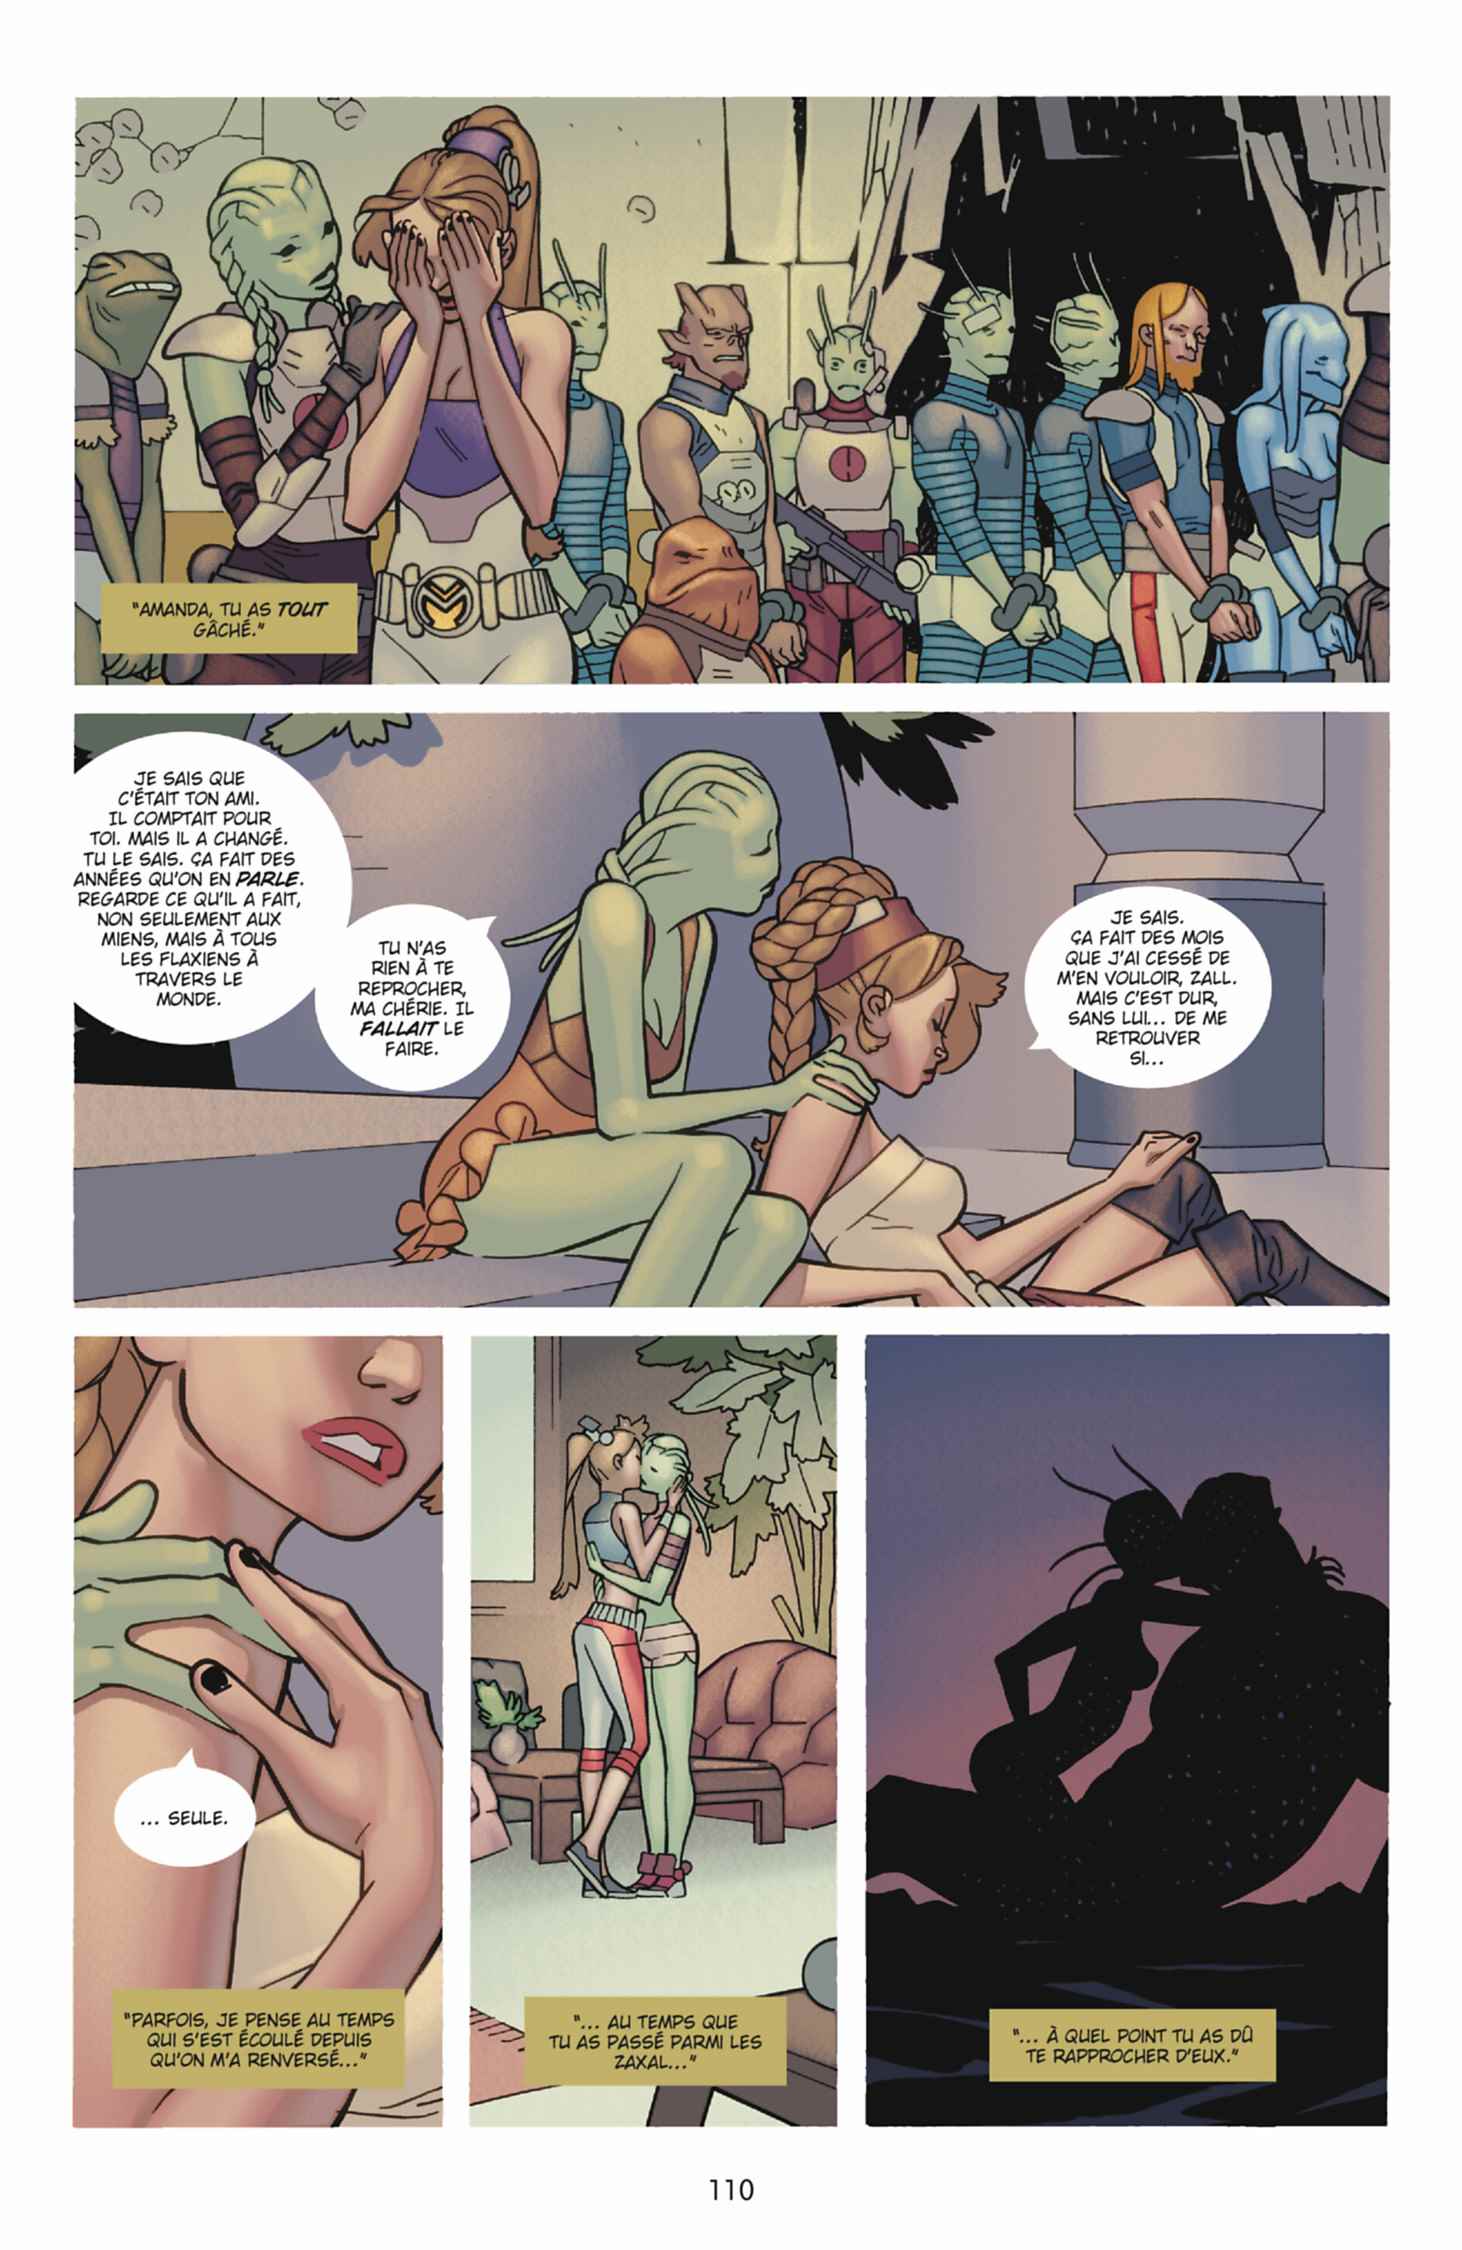 "AMANDA, TU AS TOUT
GÂCHÉ."
JE SAIS QUE
C'ÉTAIT TON AMI.
IL COMPTAIT POUR
TOI. MAIS IL A CHANGÉ.
TU LE SAIS. ÇA FAIT DES
ANNÉES QU'ON EN PARLE.
REGARDE CE QU'IL A FAIT,
NON SEULEMENT AUX
MIENS, MAIS À TOUS
LES FLAXIENS À
TRAVERS LE
MONDE.
TU N'AS
RIEN À TE
REPROCHER,
MA CHÉRIE. IL
FALLAIT LE
FAIRE.
JE SAIS.
ÇA FAIT DES MOIS
QUE J'AI CESSÉ DE
M'EN VOULOIR, ZALL.
MAIS C'EST DUR,
SANS LUI... DE ME
RETROUVER
SI...
... SEULE.
"PARFOIS, JE PENSE AU TEMPS
QUI S'EST ÉCOULÉ DEPUIS
QU'ON M'A RENVERSÉ..."
"... AU TEMPS QUE
TU AS PASSÉ PARMI LES
ZAXAL..."
"... À QUEL POINT TU AS DÛ
TE RAPPROCHER D'EUX."
110